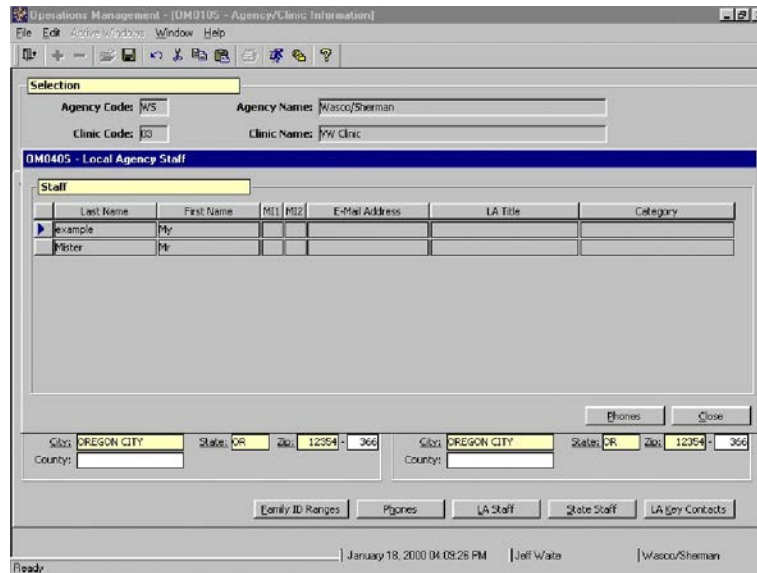 Operations Management - [OM010S - Agency/Clinic Information]
File Edit Active Windows Window Help
Selection
Agency Code: WS Agency Name: Wasco/Sherman
Clinic Code: 03 Clinic Name: YW Clinic
OM040S - Local Agency Staff
Staff
Last Name First Name MI1 MI2 E-Mail Address LA Title Category
example My
Mister Mr
Phones Close
City: OREGON CITY State: OR Zip: 12354 - 366 City: OREGON CITY State: OR Zip: 12354 - 366
County: County:
Family ID Ranges Phones LA Staff State Staff LA Key Contacts
January 18, 2000 04:09:26 PM Jeff Waite Wasco/Sherman
Ready